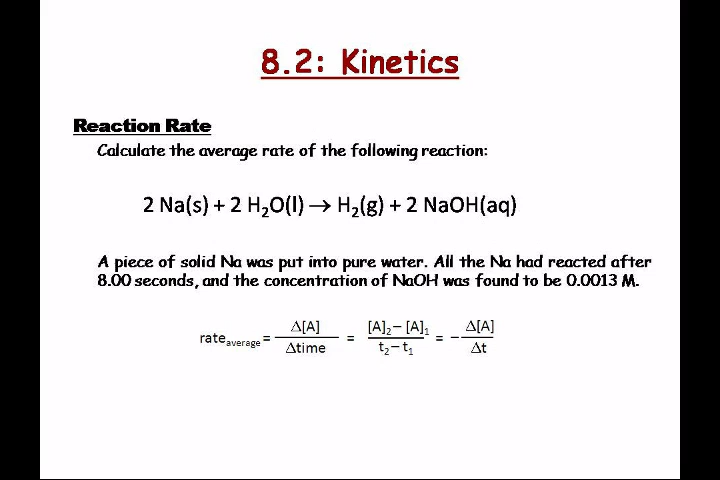 8.2: Kinetics
Reaction Rate
Calculate the average rate of the following reaction:
2 Na(s) + 2 H₂O(l) → H₂(g) + 2 NaOH(aq)
A piece of solid Na was put into pure water. All the Na had reacted after
8.00 seconds, and the concentration of NaOH was found to be 0.0013 M.
rate average = Δ[A] / Δtime = [A]₂ – [A]₁ / t₂ – t₁ = – Δ[A] / Δt